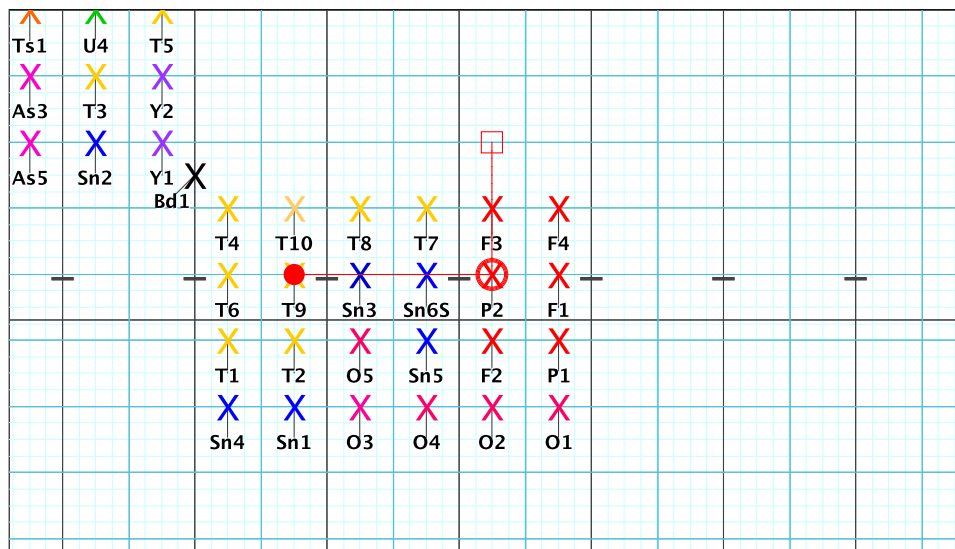 Ts1 U4 T5
As3 T3 Y2
As5 Sn2 Y1
Bd1
T4 T10 T8 T7 F3 F4
T6 T9 Sn3 Sn6S P2 F1
T1 T2 O5 Sn5 F2 P1
Sn4 Sn1 O3 O4 O2 O1